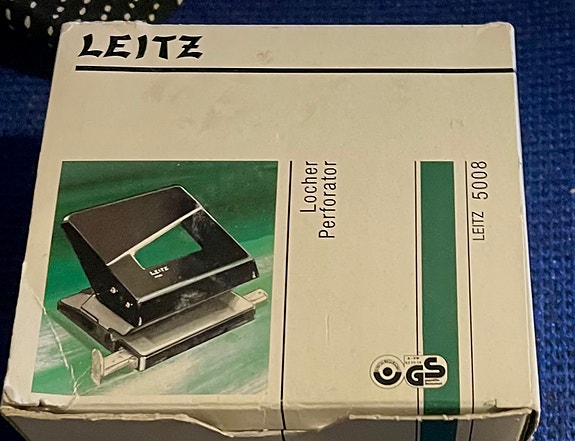 LEITZ
LEITZ
Locher
Perforator
LEITZ 5008
GS